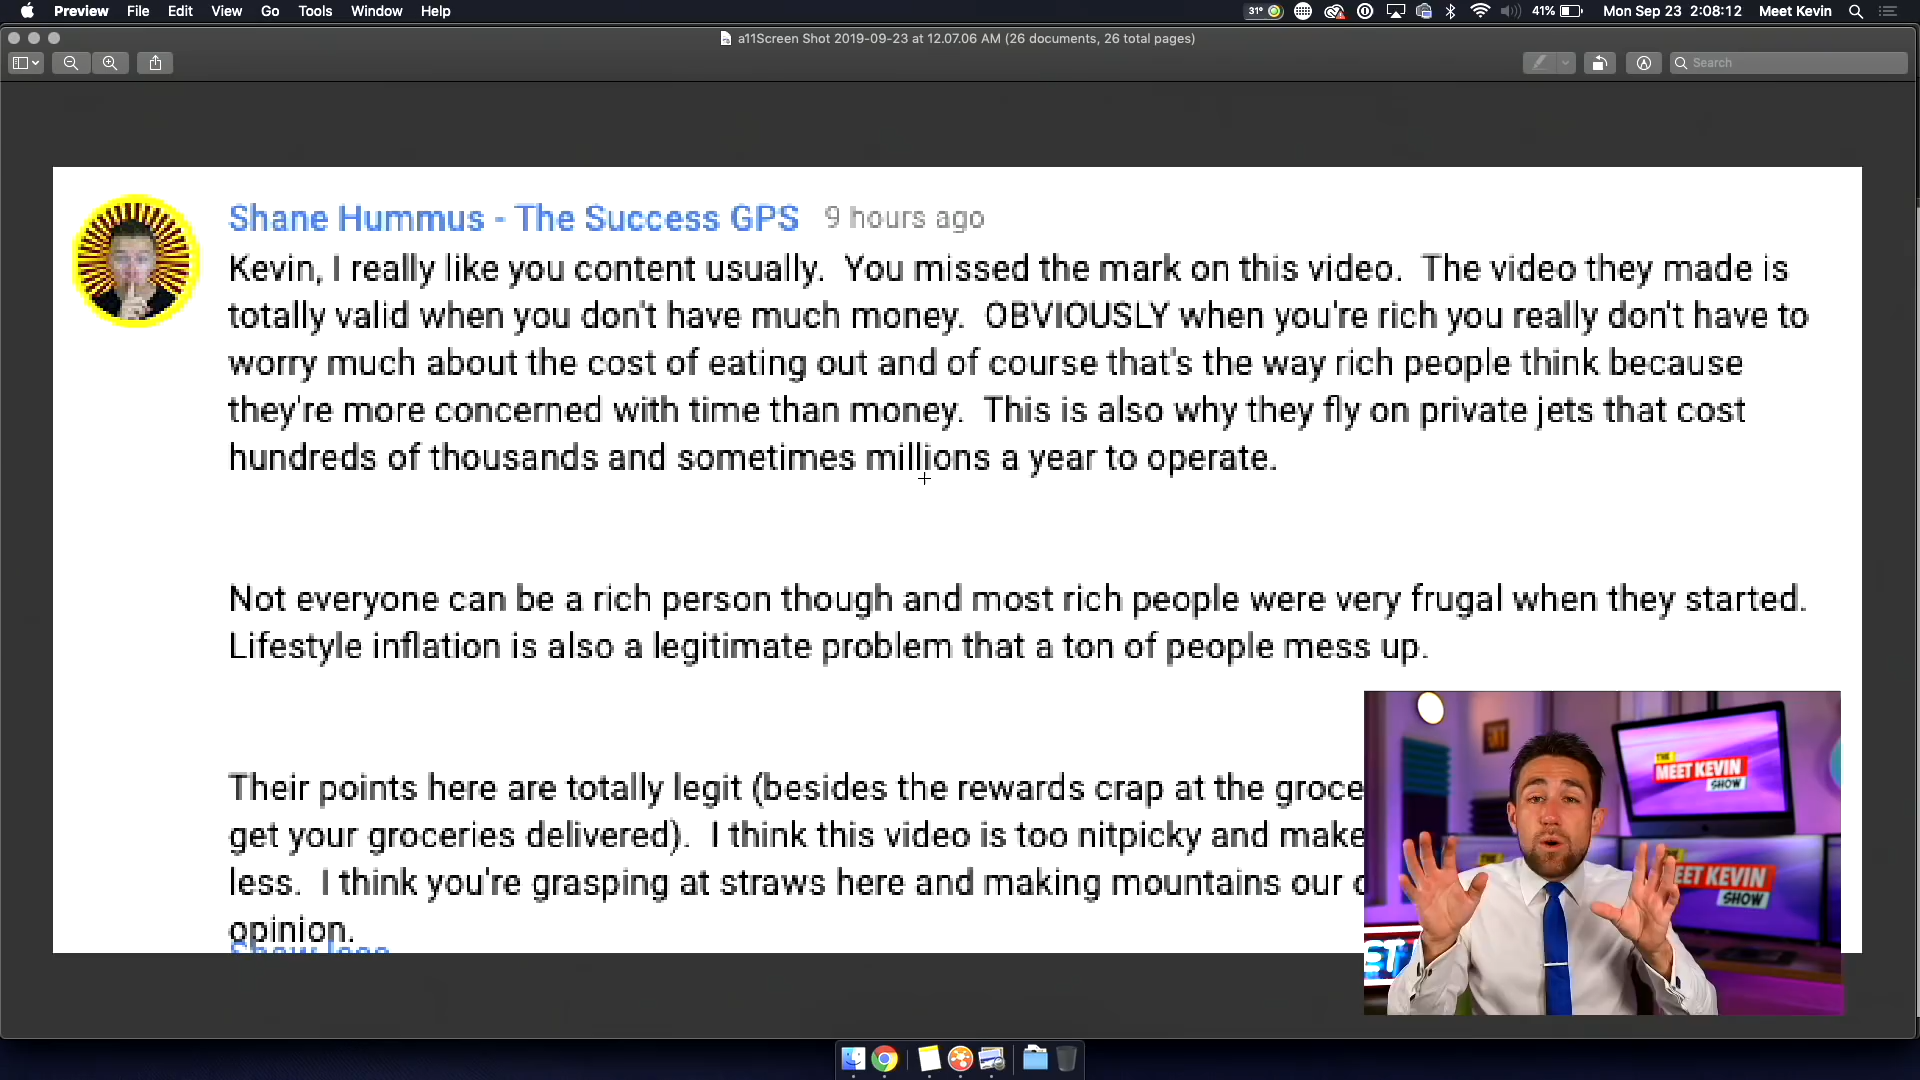 Preview File Edit View Go Tools Window Help
31° 41% Mon Sep 23 2:08:12 Meet Kevin
a11Screen Shot 2019-09-23 at 12.07.06 AM (26 documents, 26 total pages)
Search
Shane Hummus - The Success GPS 9 hours ago
Kevin, I really like you content usually. You missed the mark on this video. The video they made is
totally valid when you don't have much money. OBVIOUSLY when you're rich you really don't have to
worry much about the cost of eating out and of course that's the way rich people think because
they're more concerned with time than money. This is also why they fly on private jets that cost
hundreds of thousands and sometimes millions a year to operate.
Not everyone can be a rich person though and most rich people were very frugal when they started.
Lifestyle inflation is also a legitimate problem that a ton of people mess up.
Their points here are totally legit (besides the rewards crap at the groce
get your groceries delivered). I think this video is too nitpicky and make
less. I think you're grasping at straws here and making mountains our o
opinion.
Show less
THE
MEET KEVIN
SHOW
EET KEVIN
SHOW
ET